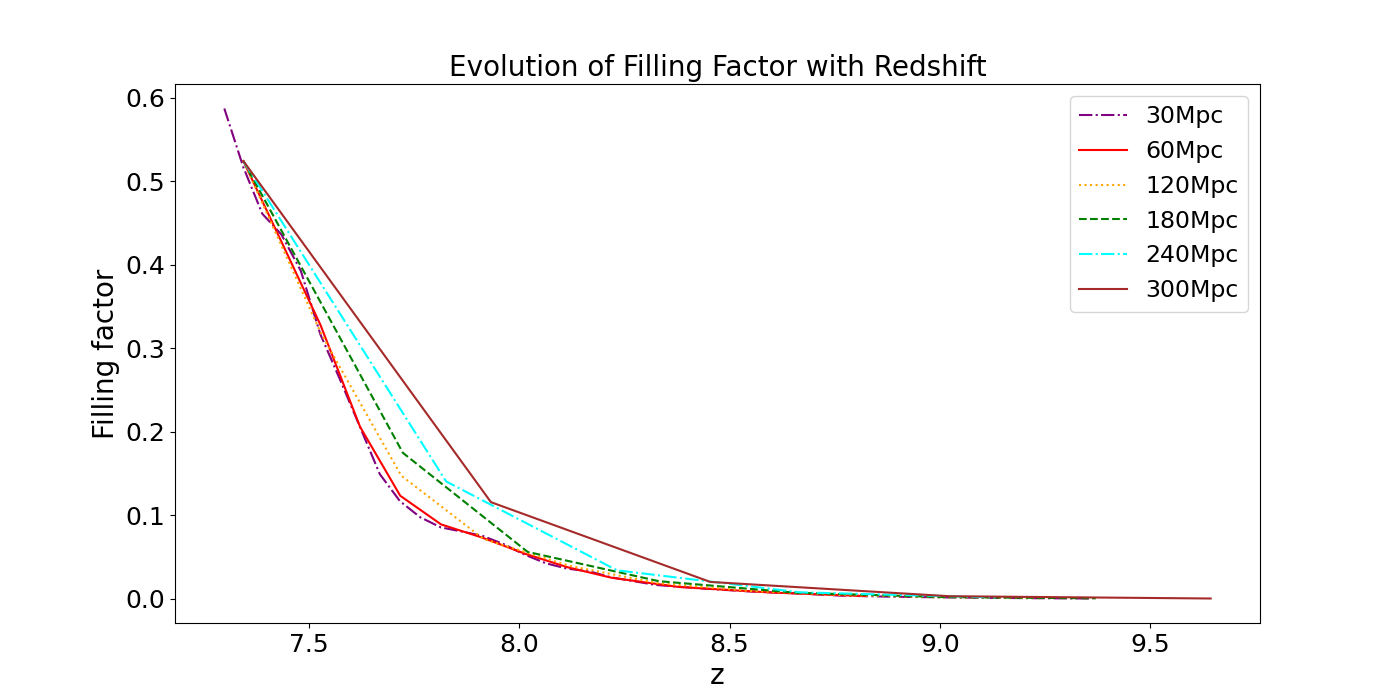 Evolution of Filling Factor with Redshift
0.6
0.5
0.4
0.3
0.2
0.1
0.0
Filling factor
30Mpc
60Mpc
120Mpc
180Mpc
240Mpc
300Mpc
7.5 8.0 8.5 9.0 9.5
z